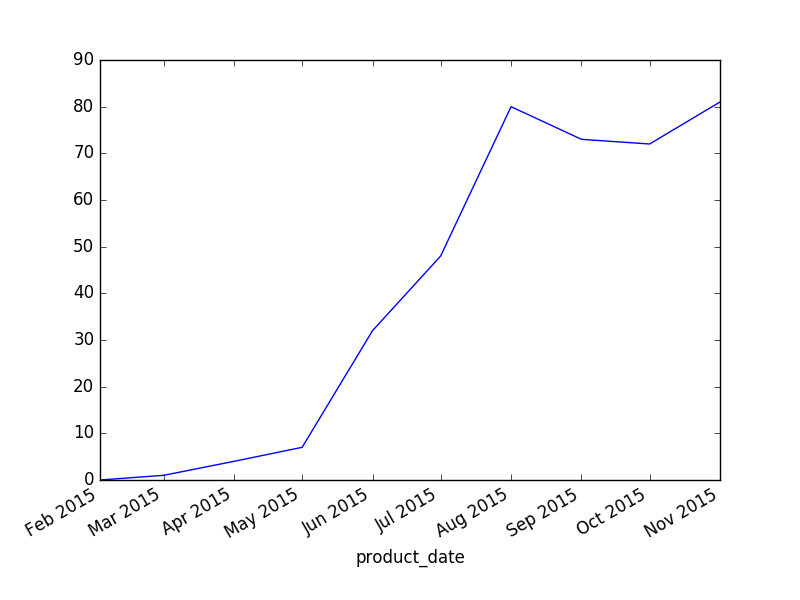 90
80
70
60
50
40
30
20
10
0
Feb 2015
Mar 2015
Apr 2015
May 2015
Jun 2015
Jul 2015
Aug 2015
Sep 2015
Oct 2015
Nov 2015
product_date